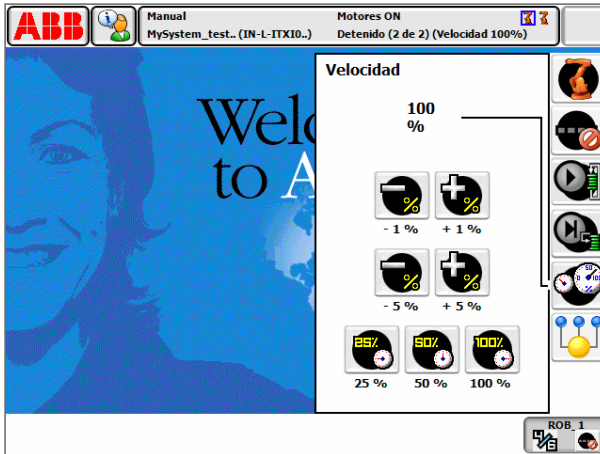 ABB
Manual
Motores ON
MySystem_test.. (IN-L-ITXI0..)
Detenido (2 de 2) (Velocidad 100%)
Welc
to A
Velocidad
100
%
- 1 %
+ 1 %
- 5 %
+ 5 %
25%
50%
100%
25 %
50 %
100 %
ROB_1